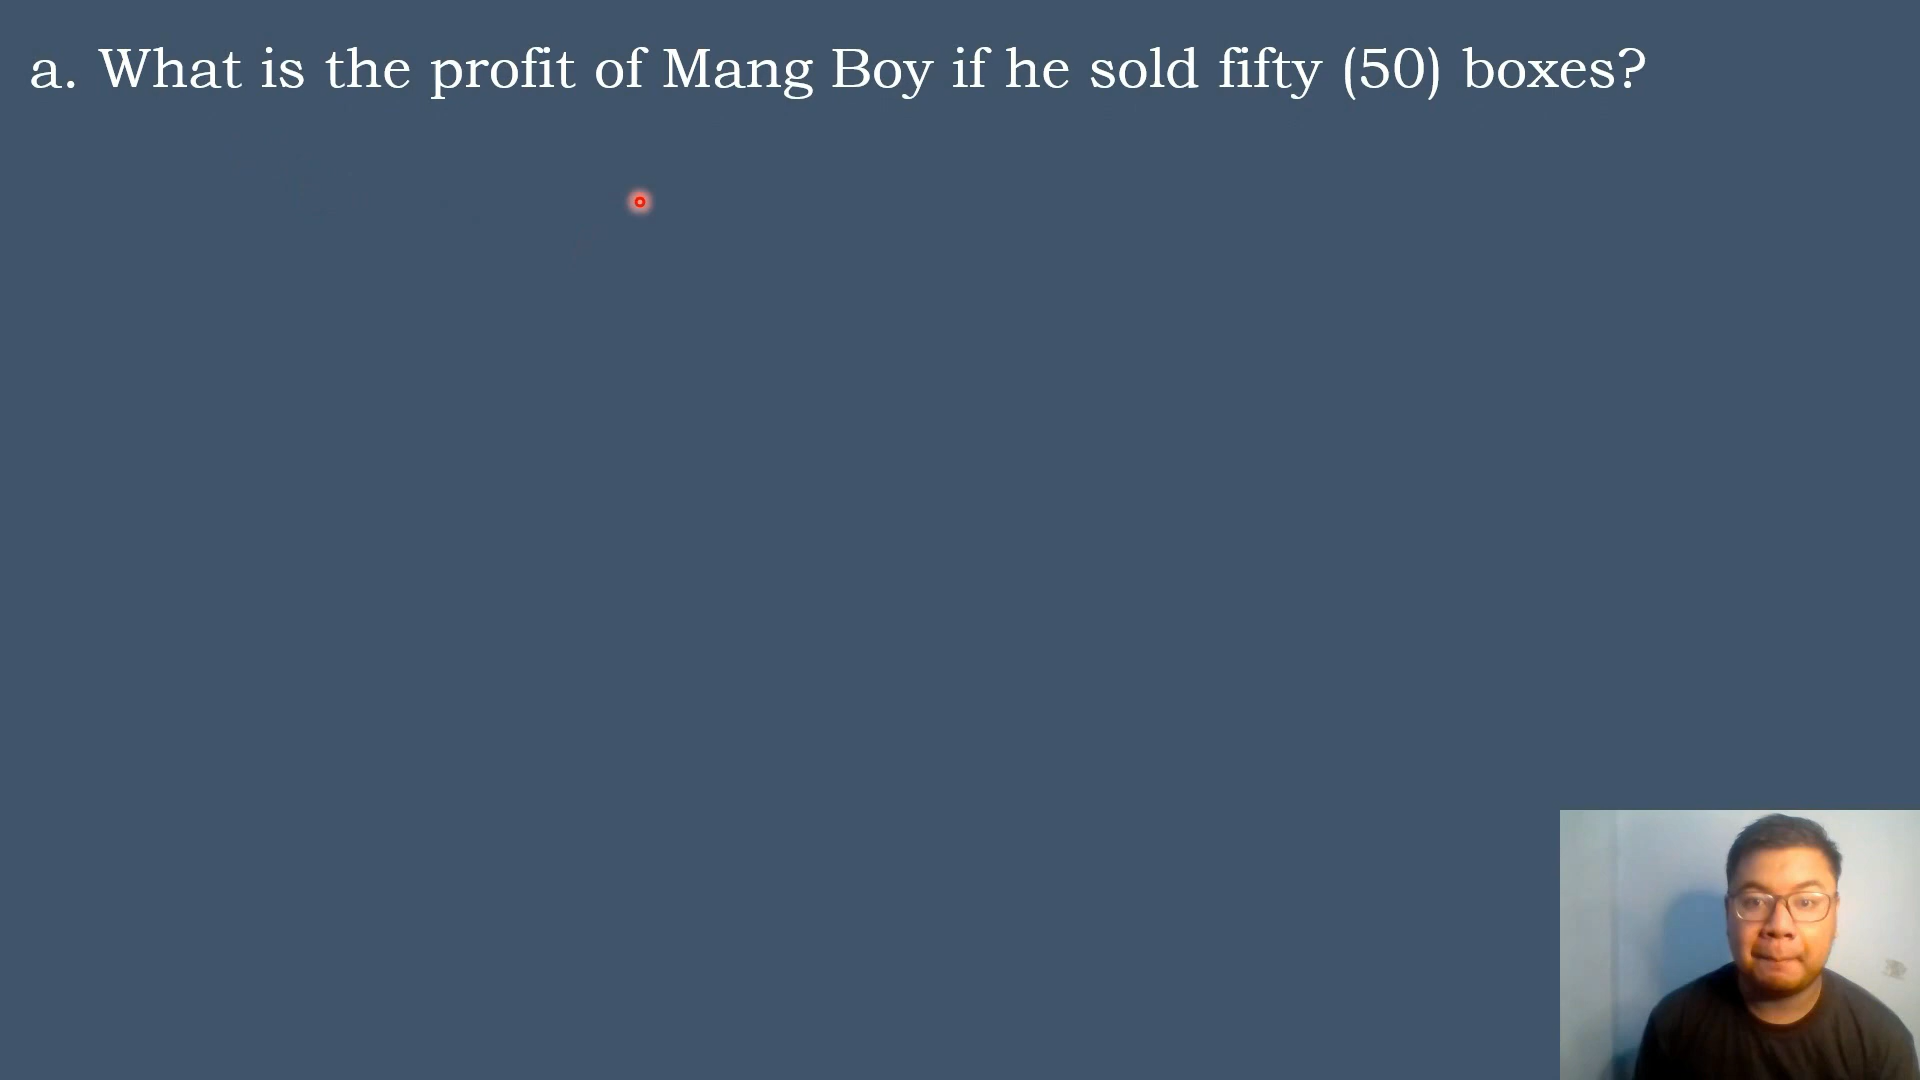 a. What is the profit of Mang Boy if he sold fifty (50) boxes?